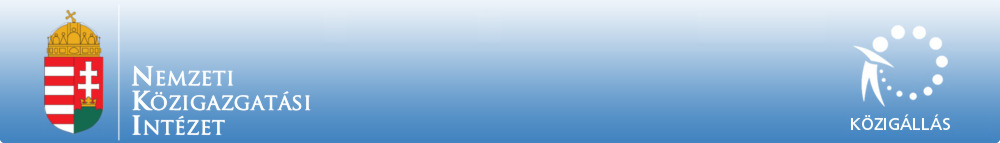 Nemzeti
Közigazgatási
Intézet
KÖZIGÁLLÁS